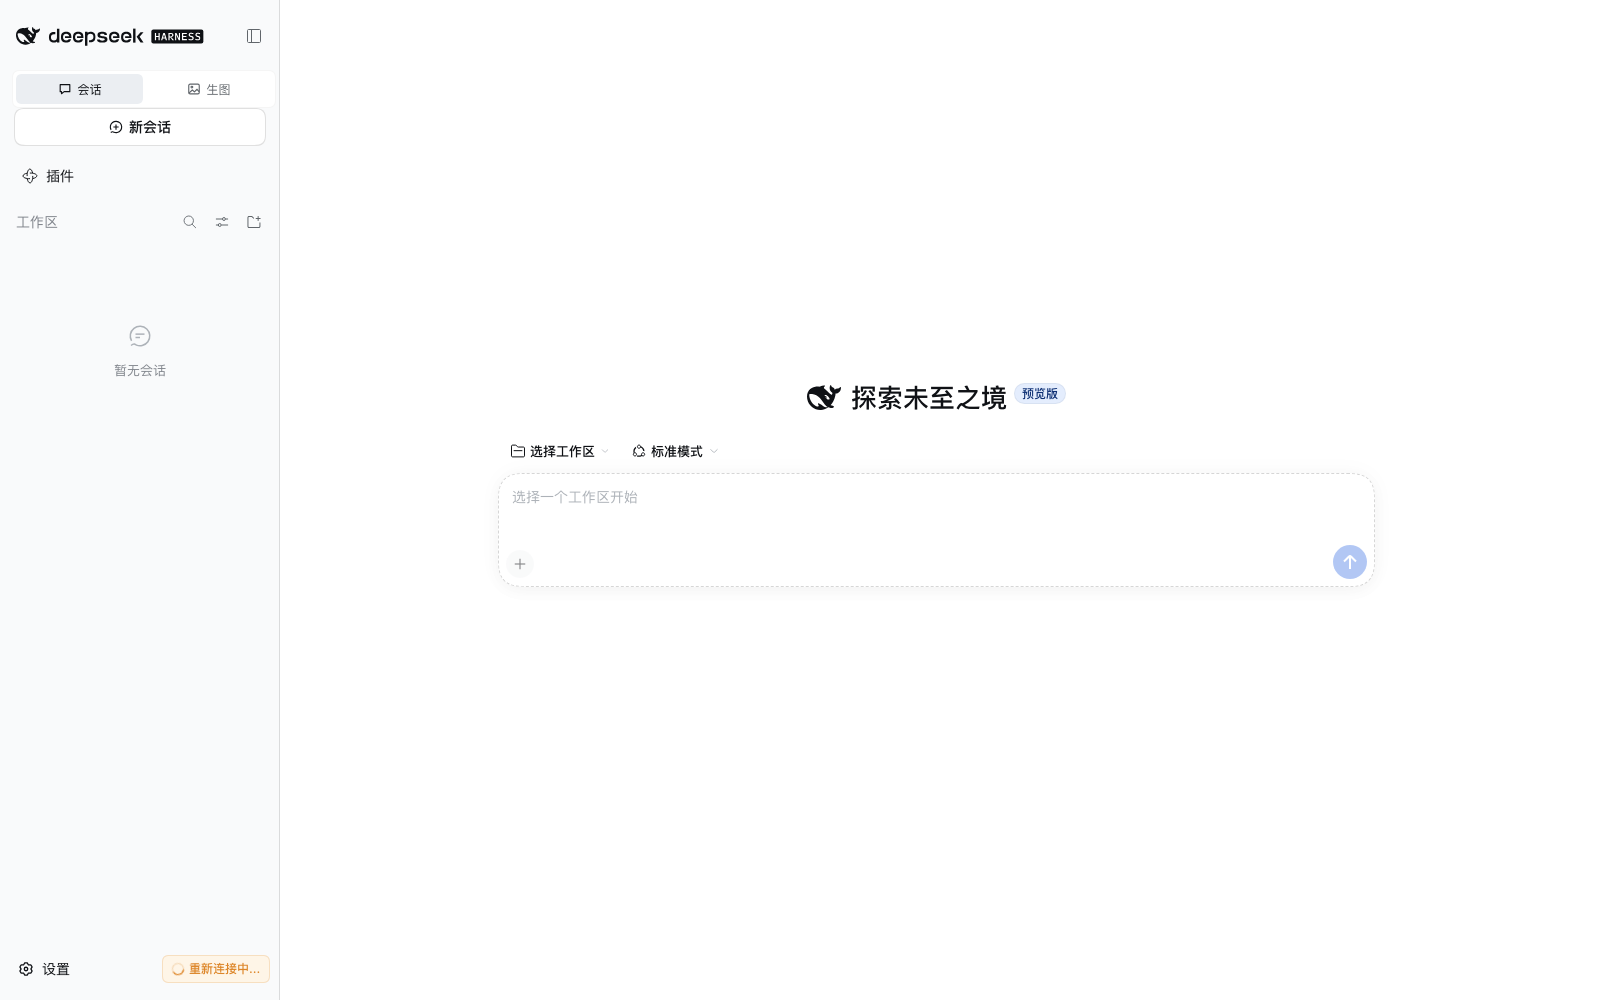 deepseek HARNESS
会话
生图
新会话
插件
工作区
暂无会话
设置
重新连接中...
探索未至之境
预览版
选择工作区
标准模式
选择一个工作区开始